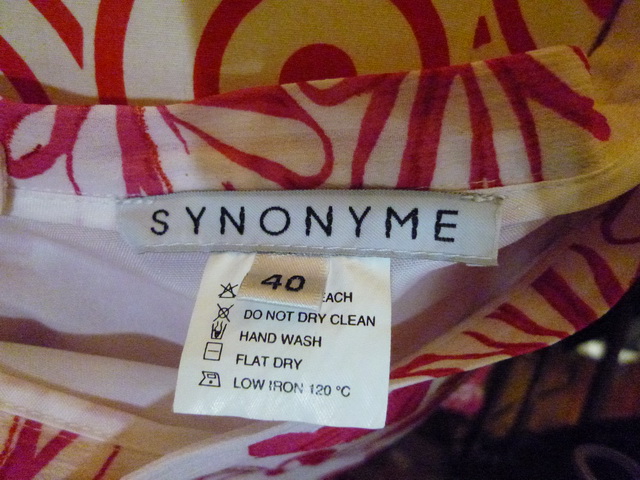 SYNONYME
40
EACH
DO NOT DRY CLEAN
HAND WASH
FLAT DRY
LOW IRON 120 °C